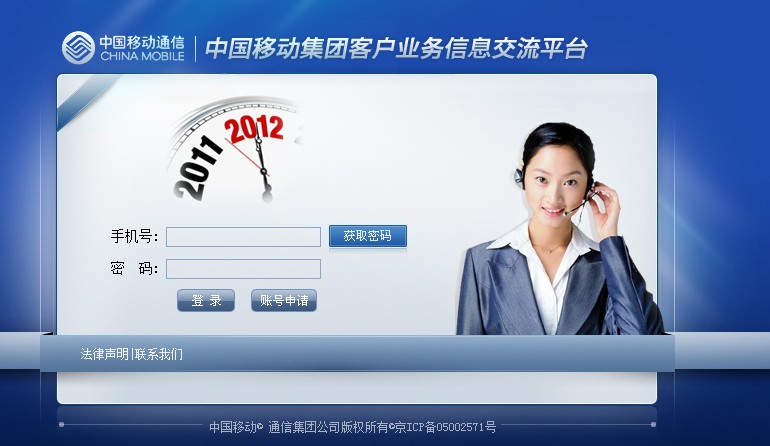 中国移动通信
CHINA MOBILE
中国移动集团客户业务信息交流平台
2011
2012
手机号：
获取密码
密 码：
登 录
账号申请
法律声明|联系我们
中国移动© 通信集团公司版权所有©京ICP备05002571号